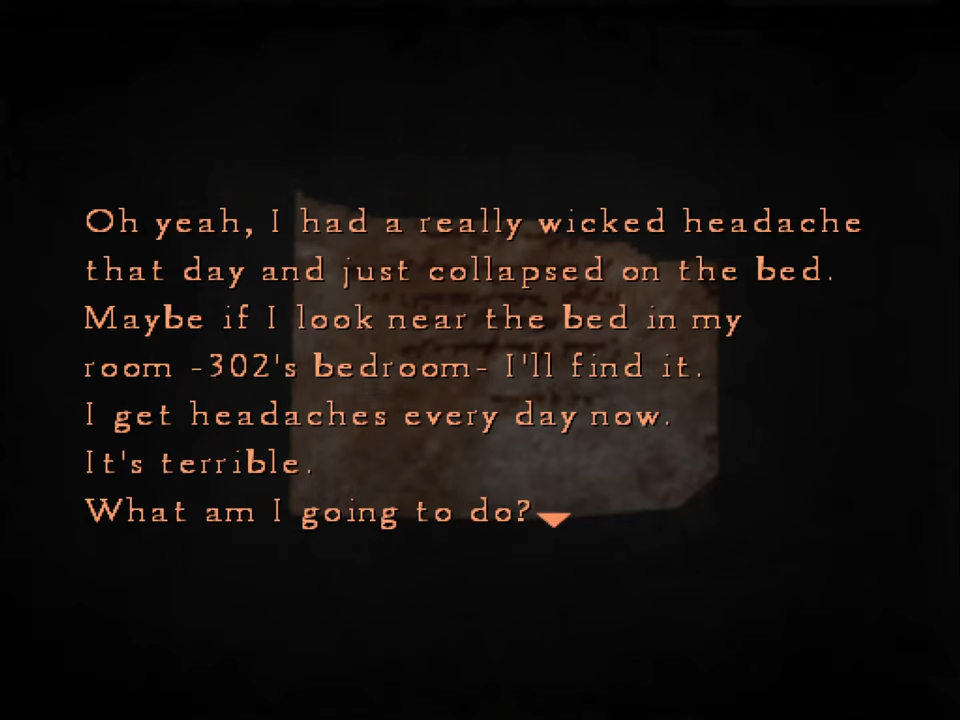 Oh yeah, I had a really wicked headache
that day and just collapsed on the bed.
Maybe if I look near the bed in my
room -302's bedroom- I'll find it.
I get headaches every day now.
It's terrible.
What am I going to do?